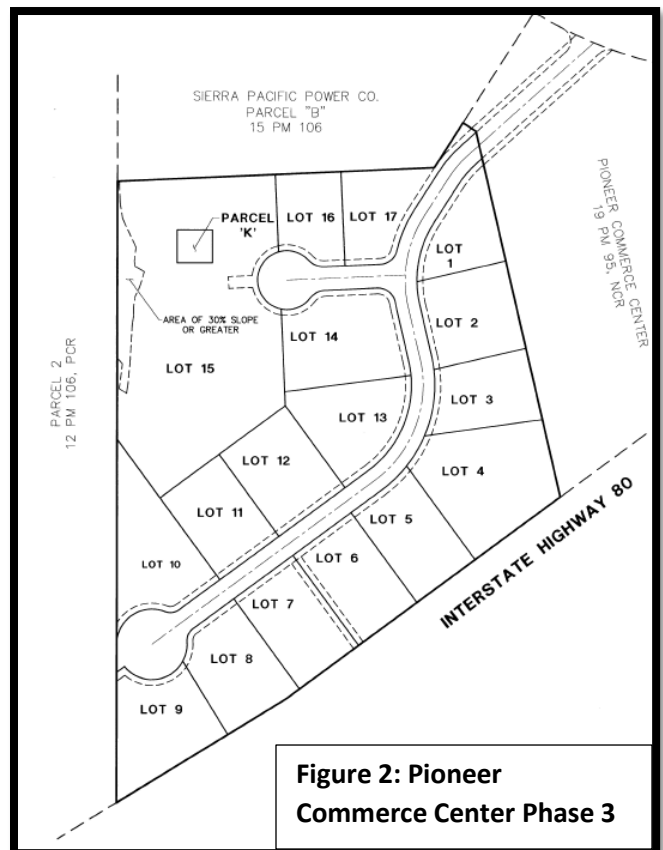 SIERRA PACIFIC POWER CO.
PARCEL "B"
15 PM 106
PIONEER COMMERCE CENTER
19 PM 95, NCR
PARCEL
'K'
LOT 16
LOT 17
LOT
1
AREA OF 30% SLOPE
OR GREATER
LOT 2
LOT 14
LOT 15
PARCEL 2
12 PM 106, PCR
LOT 3
LOT 13
LOT 12
LOT 4
LOT 11
LOT 5
INTERSTATE HIGHWAY 80
LOT 10
LOT 6
LOT 7
LOT 8
LOT 9
Figure 2: Pioneer
Commerce Center Phase 3